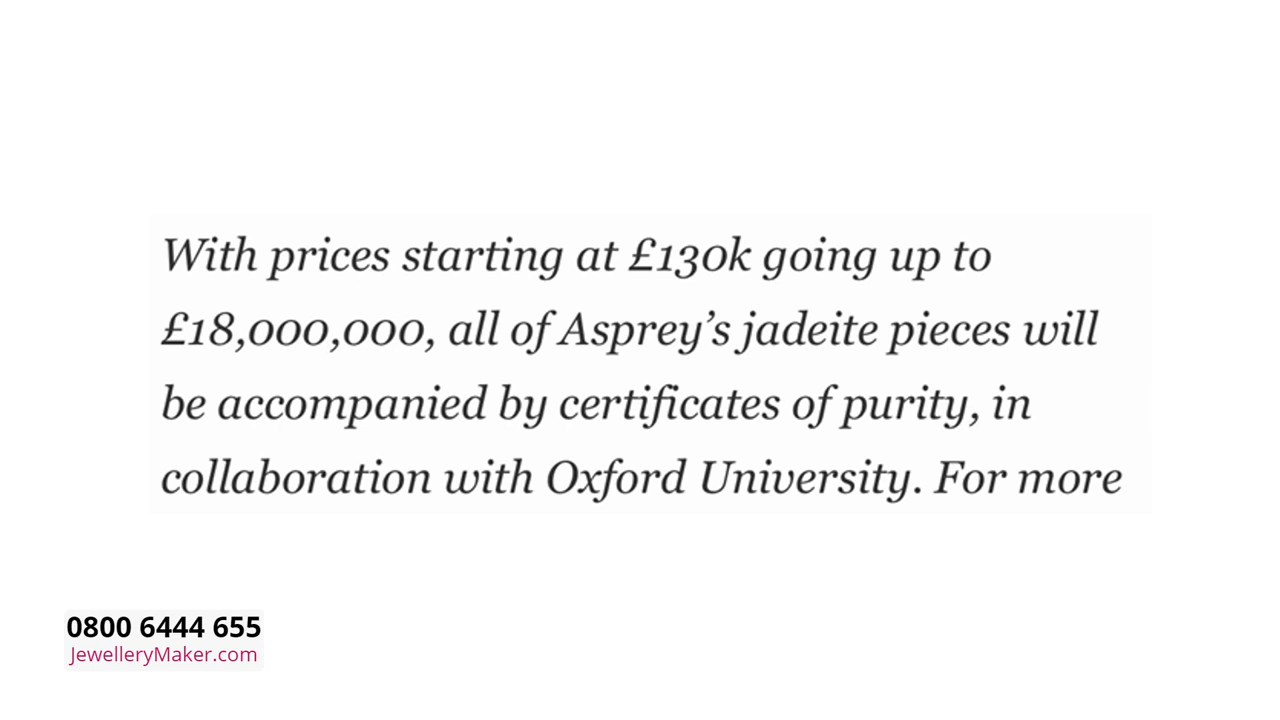 With prices starting at £130k going up to
£18,000,000, all of Asprey’s jadeite pieces will
be accompanied by certificates of purity, in
collaboration with Oxford University. For more
0800 6444 655
JewelleryMaker.com